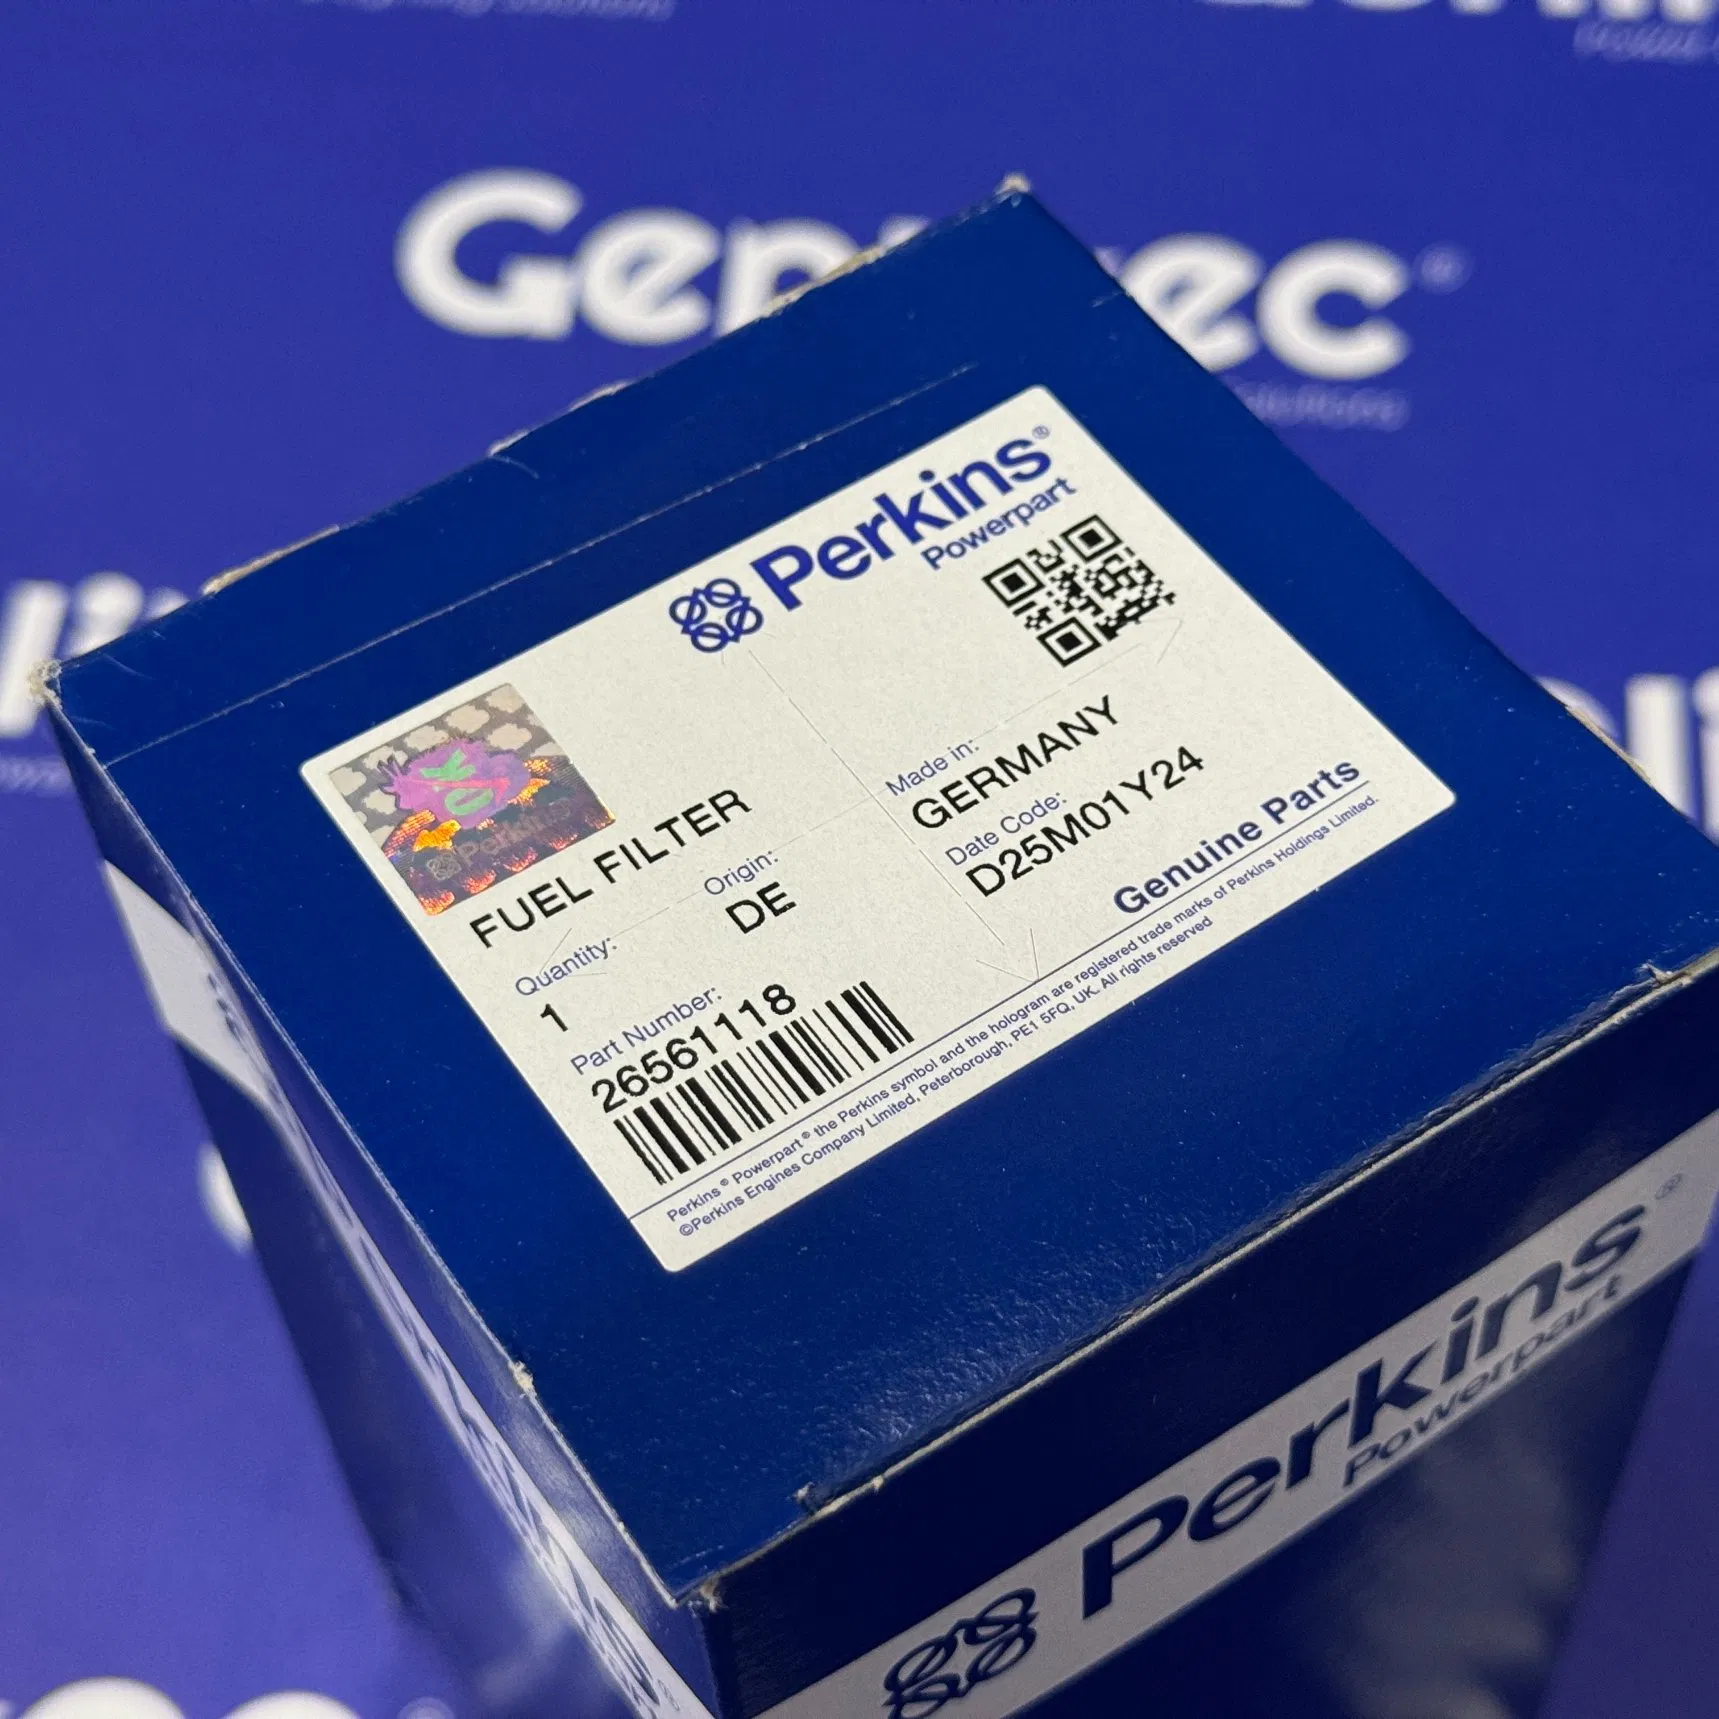 Perkins®
Powerpart
OK
Perkins
FUEL FILTER
Made in:
GERMANY
Quantity:
1
Origin:
DE
Date Code:
D25M01Y24
Part Number:
26561118
Genuine Parts
Perkins® Powerpart® the Perkins symbol and the hologram are registered trade marks of Perkins Holdings Limited.
©Perkins Engines Company Limited, Peterborough, PE1 5FQ, UK. All rights reserved
Perkins®
Powerpart